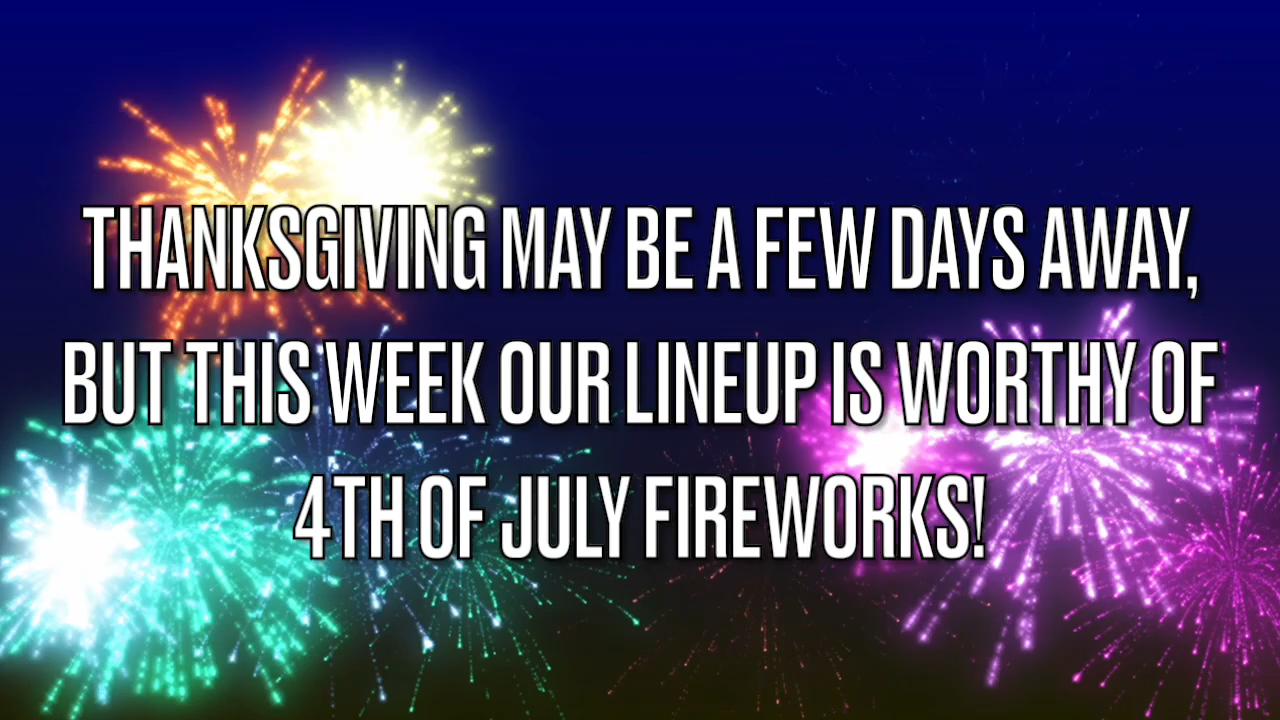 THANKSGIVING MAY BE A FEW DAYS AWAY,
BUT THIS WEEK OUR LINEUP IS WORTHY OF
4TH OF JULY FIREWORKS!